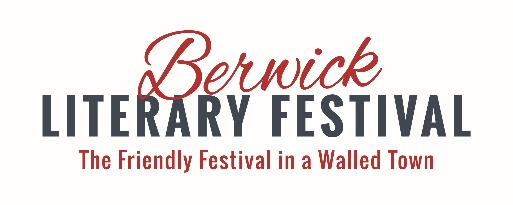 Berwick
LITERARY FESTIVAL
The Friendly Festival in a Walled Town